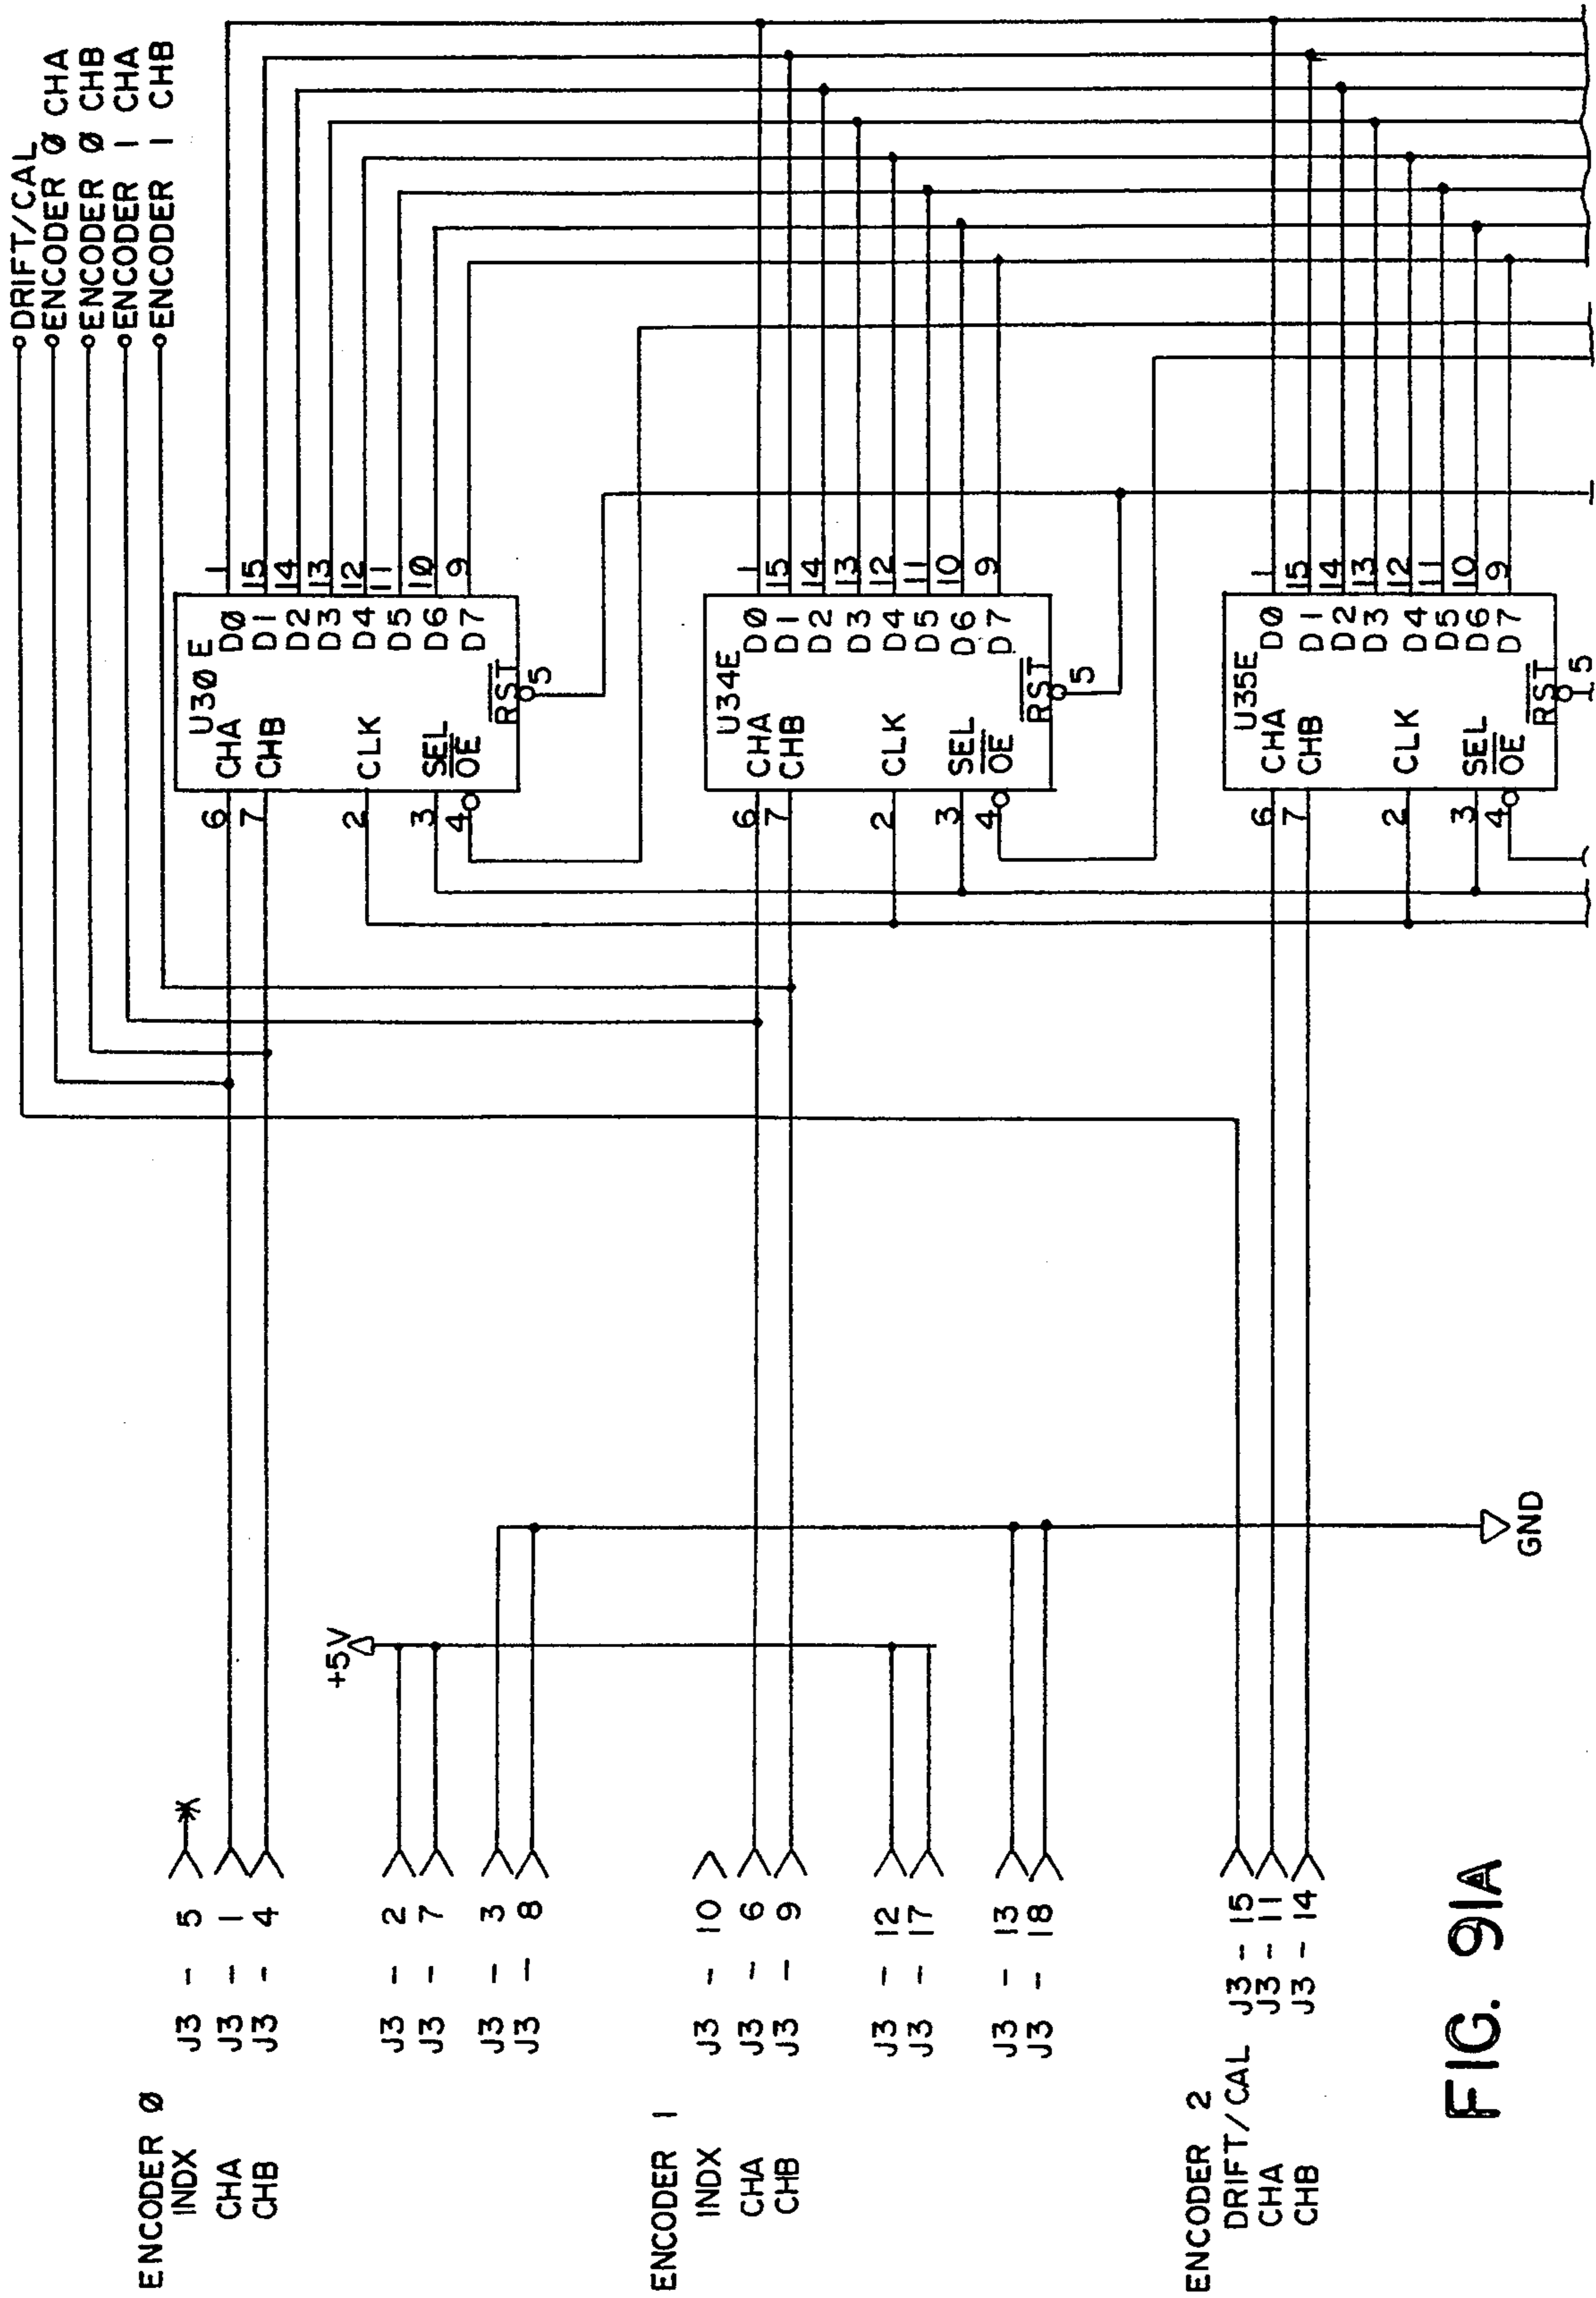 DRIFT/CAL
ENCODER Ø CHA
ENCODER Ø CHB
ENCODER 1 CHA
ENCODER 1 CHB
ENCODER Ø
INDX J3 - 5
CHA J3 - 1
CHB J3 - 4
J3 - 2
J3 - 7
J3 - 3
J3 - 8
+5V
U3Ø E
6 CHA DØ 1
7 CHB D1 15
D2 14
D3 13
2 CLK D4 12
D5 11
3 SEL D6 1Ø
4 OE D7 9
RST 5
ENCODER 1
INDX J3 - 10
CHA J3 - 6
CHB J3 - 9
J3 - 12
J3 - 17
J3 - 13
J3 - 18
U34E
6 CHA DØ 1
7 CHB D1 15
D2 14
D3 13
2 CLK D4 12
D5 11
3 SEL D6 10
4 OE D7 9
RST 5
ENCODER 2
DRIFT/CAL J3 - 15
CHA J3 - 11
CHB J3 - 14
U35E
6 CHA DØ 1
7 CHB D1 15
D2 14
D3 13
2 CLK D4 12
D5 11
3 SEL D6 10
4 OE D7 9
RST 5
GND
FIG. 91A